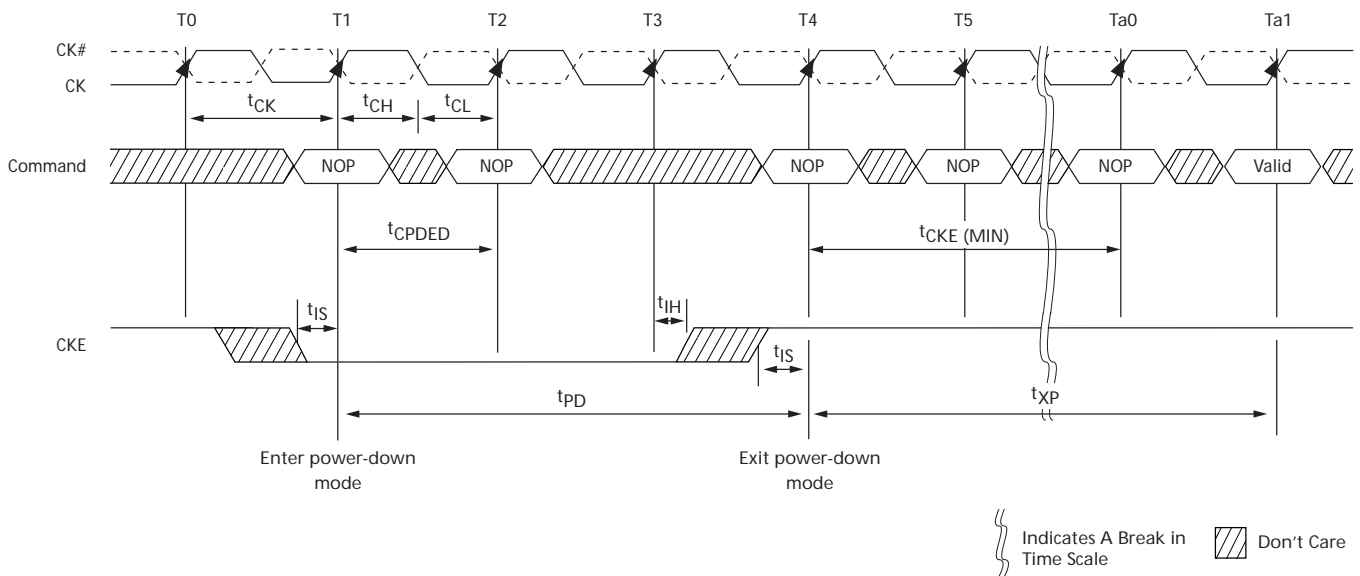 T0 T1 T2 T3 T4 T5 Ta0 Ta1
CK#
CK
tCK tCH tCL
Command NOP NOP NOP NOP NOP Valid
tCPDED tCKE (MIN)
tIS tIH
CKE
tIS
tPD tXP
Enter power-down
mode
Exit power-down
mode
Indicates A Break in
Time Scale
Don't Care